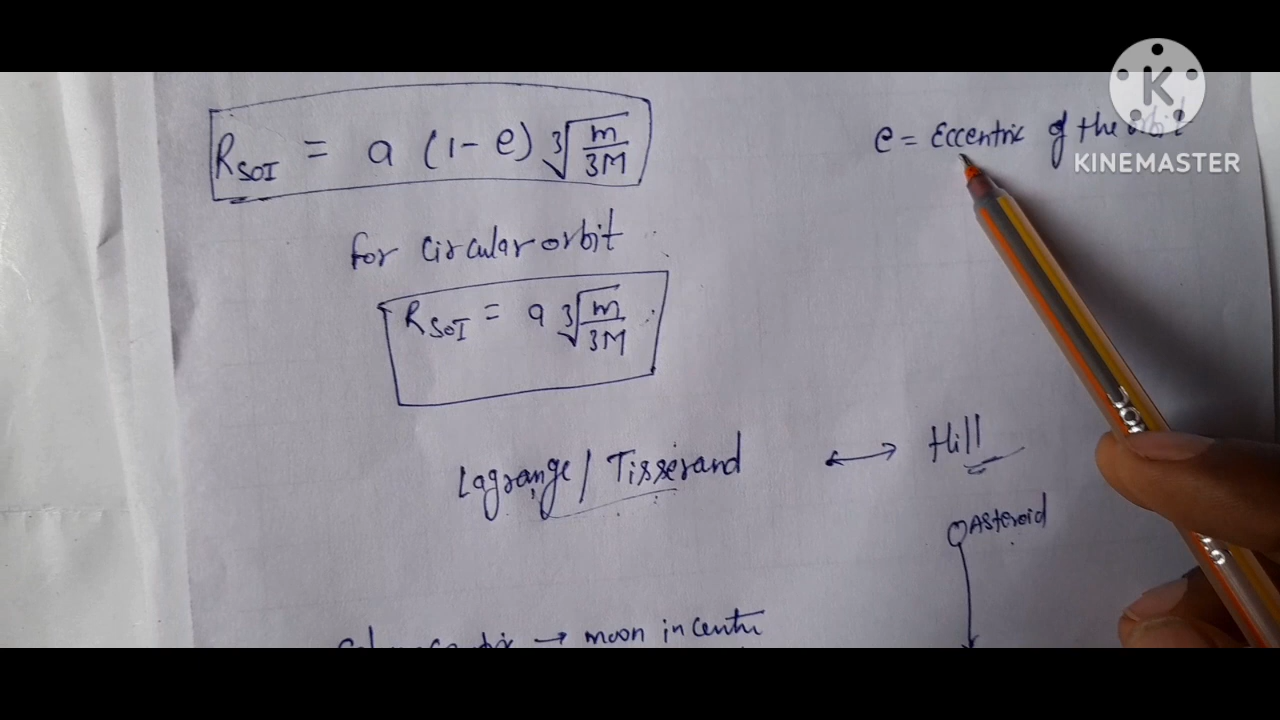 R_SOI = a (1 - e) ∛(m/3M)
e = Eccentric of the orbit
KINEMASTER
for Circular orbit
R_SOI = a ∛(m/3M)
Lagrange / Tisserand ↔ Hill
Asteroid
→ moon in centre